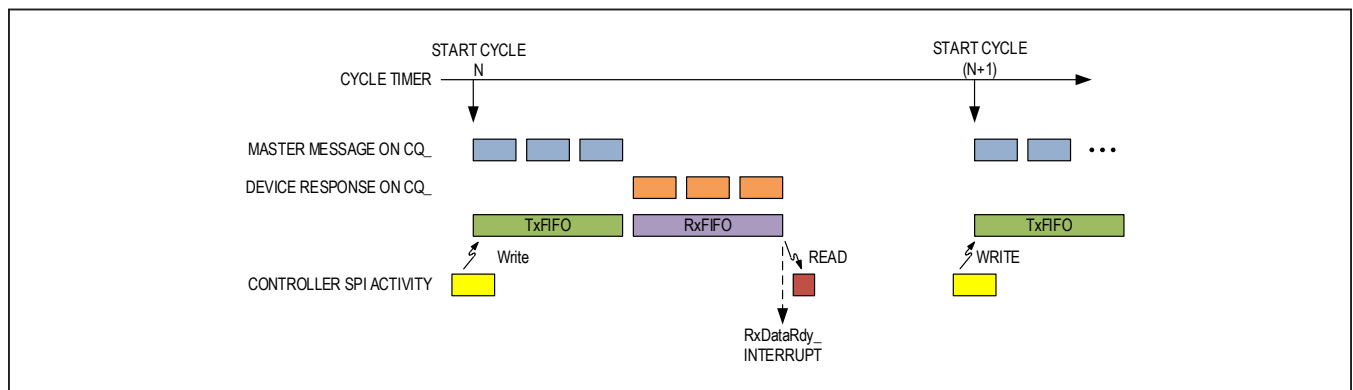 START CYCLE
N
START CYCLE
(N+1)
CYCLE TIMER
MASTER MESSAGE ON CQ_
•••
DEVICE RESPONSE ON CQ_
TxFIFO
RxFIFO
TxFIFO
Write
READ
WRITE
CONTROLLER SPI ACTIVITY
RxDataRdy_
INTERRUPT